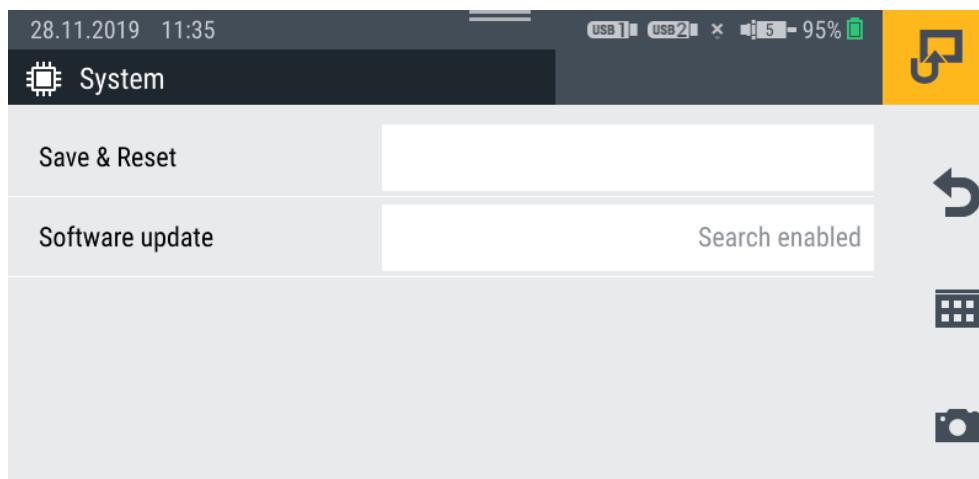 28.11.2019 11:35 USB 1 USB 2 5 95%
System
Save & Reset
Software update Search enabled